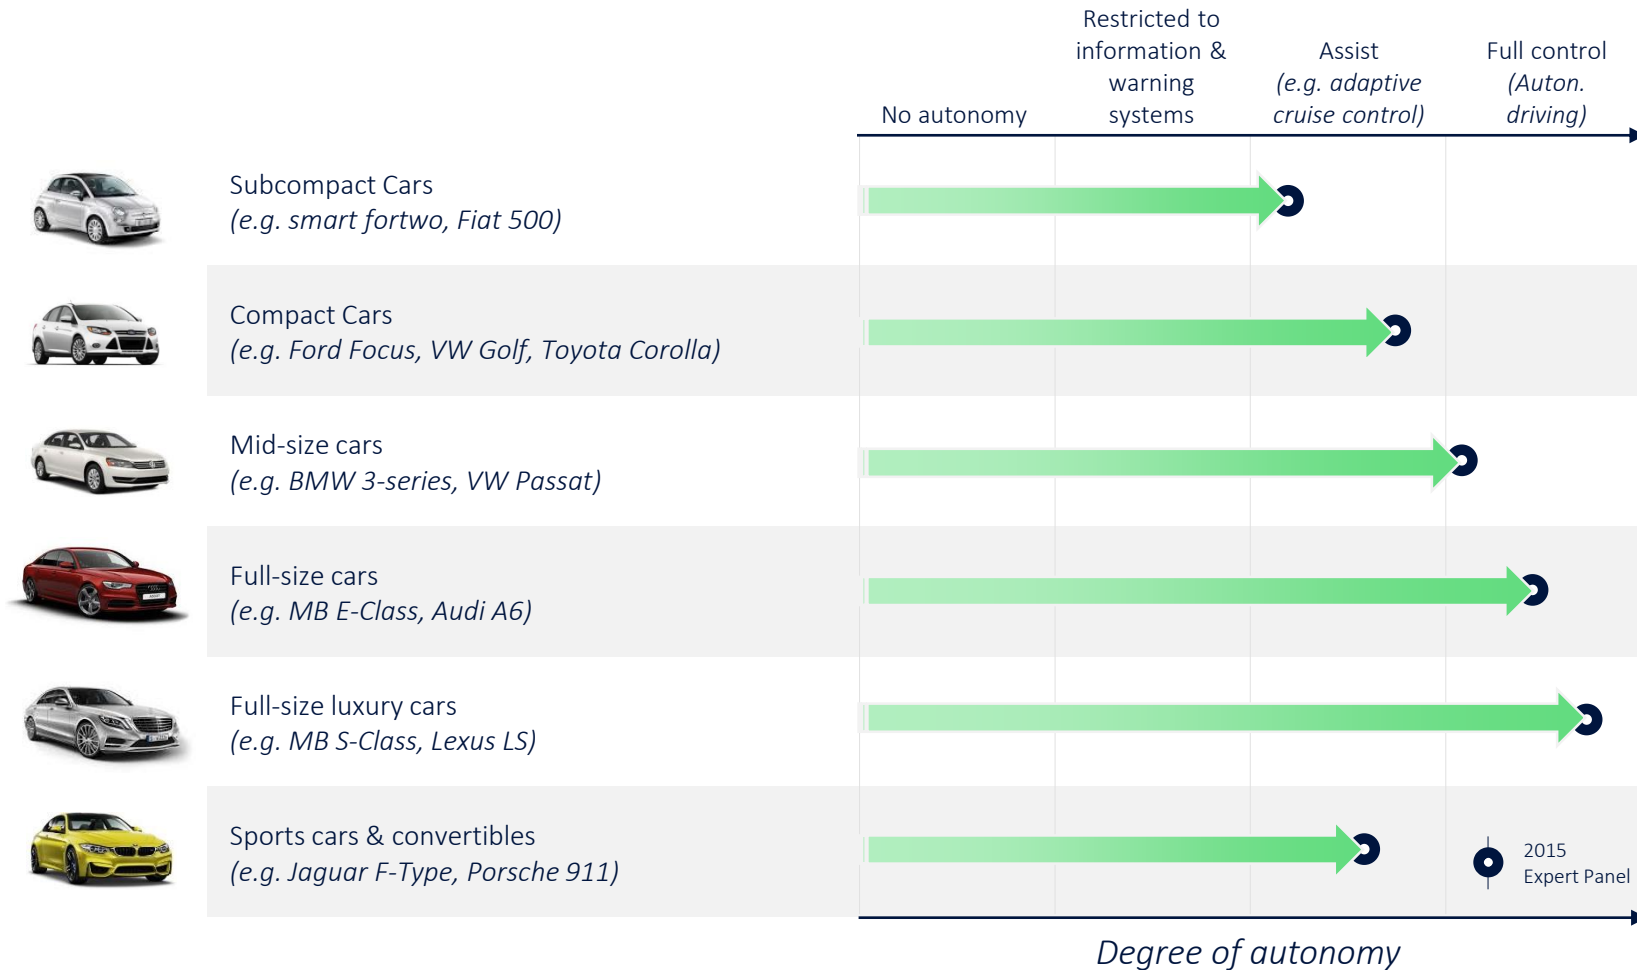 Restricted to
information &
warning
systems
No autonomy
Assist
(e.g. adaptive
cruise control)
Full control
(Auton.
driving)
Subcompact Cars
(e.g. smart fortwo, Fiat 500)
Compact Cars
(e.g. Ford Focus, VW Golf, Toyota Corolla)
Mid-size cars
(e.g. BMW 3-series, VW Passat)
Full-size cars
(e.g. MB E-Class, Audi A6)
Full-size luxury cars
(e.g. MB S-Class, Lexus LS)
Sports cars & convertibles
(e.g. Jaguar F-Type, Porsche 911)
2015
Expert Panel
Degree of autonomy